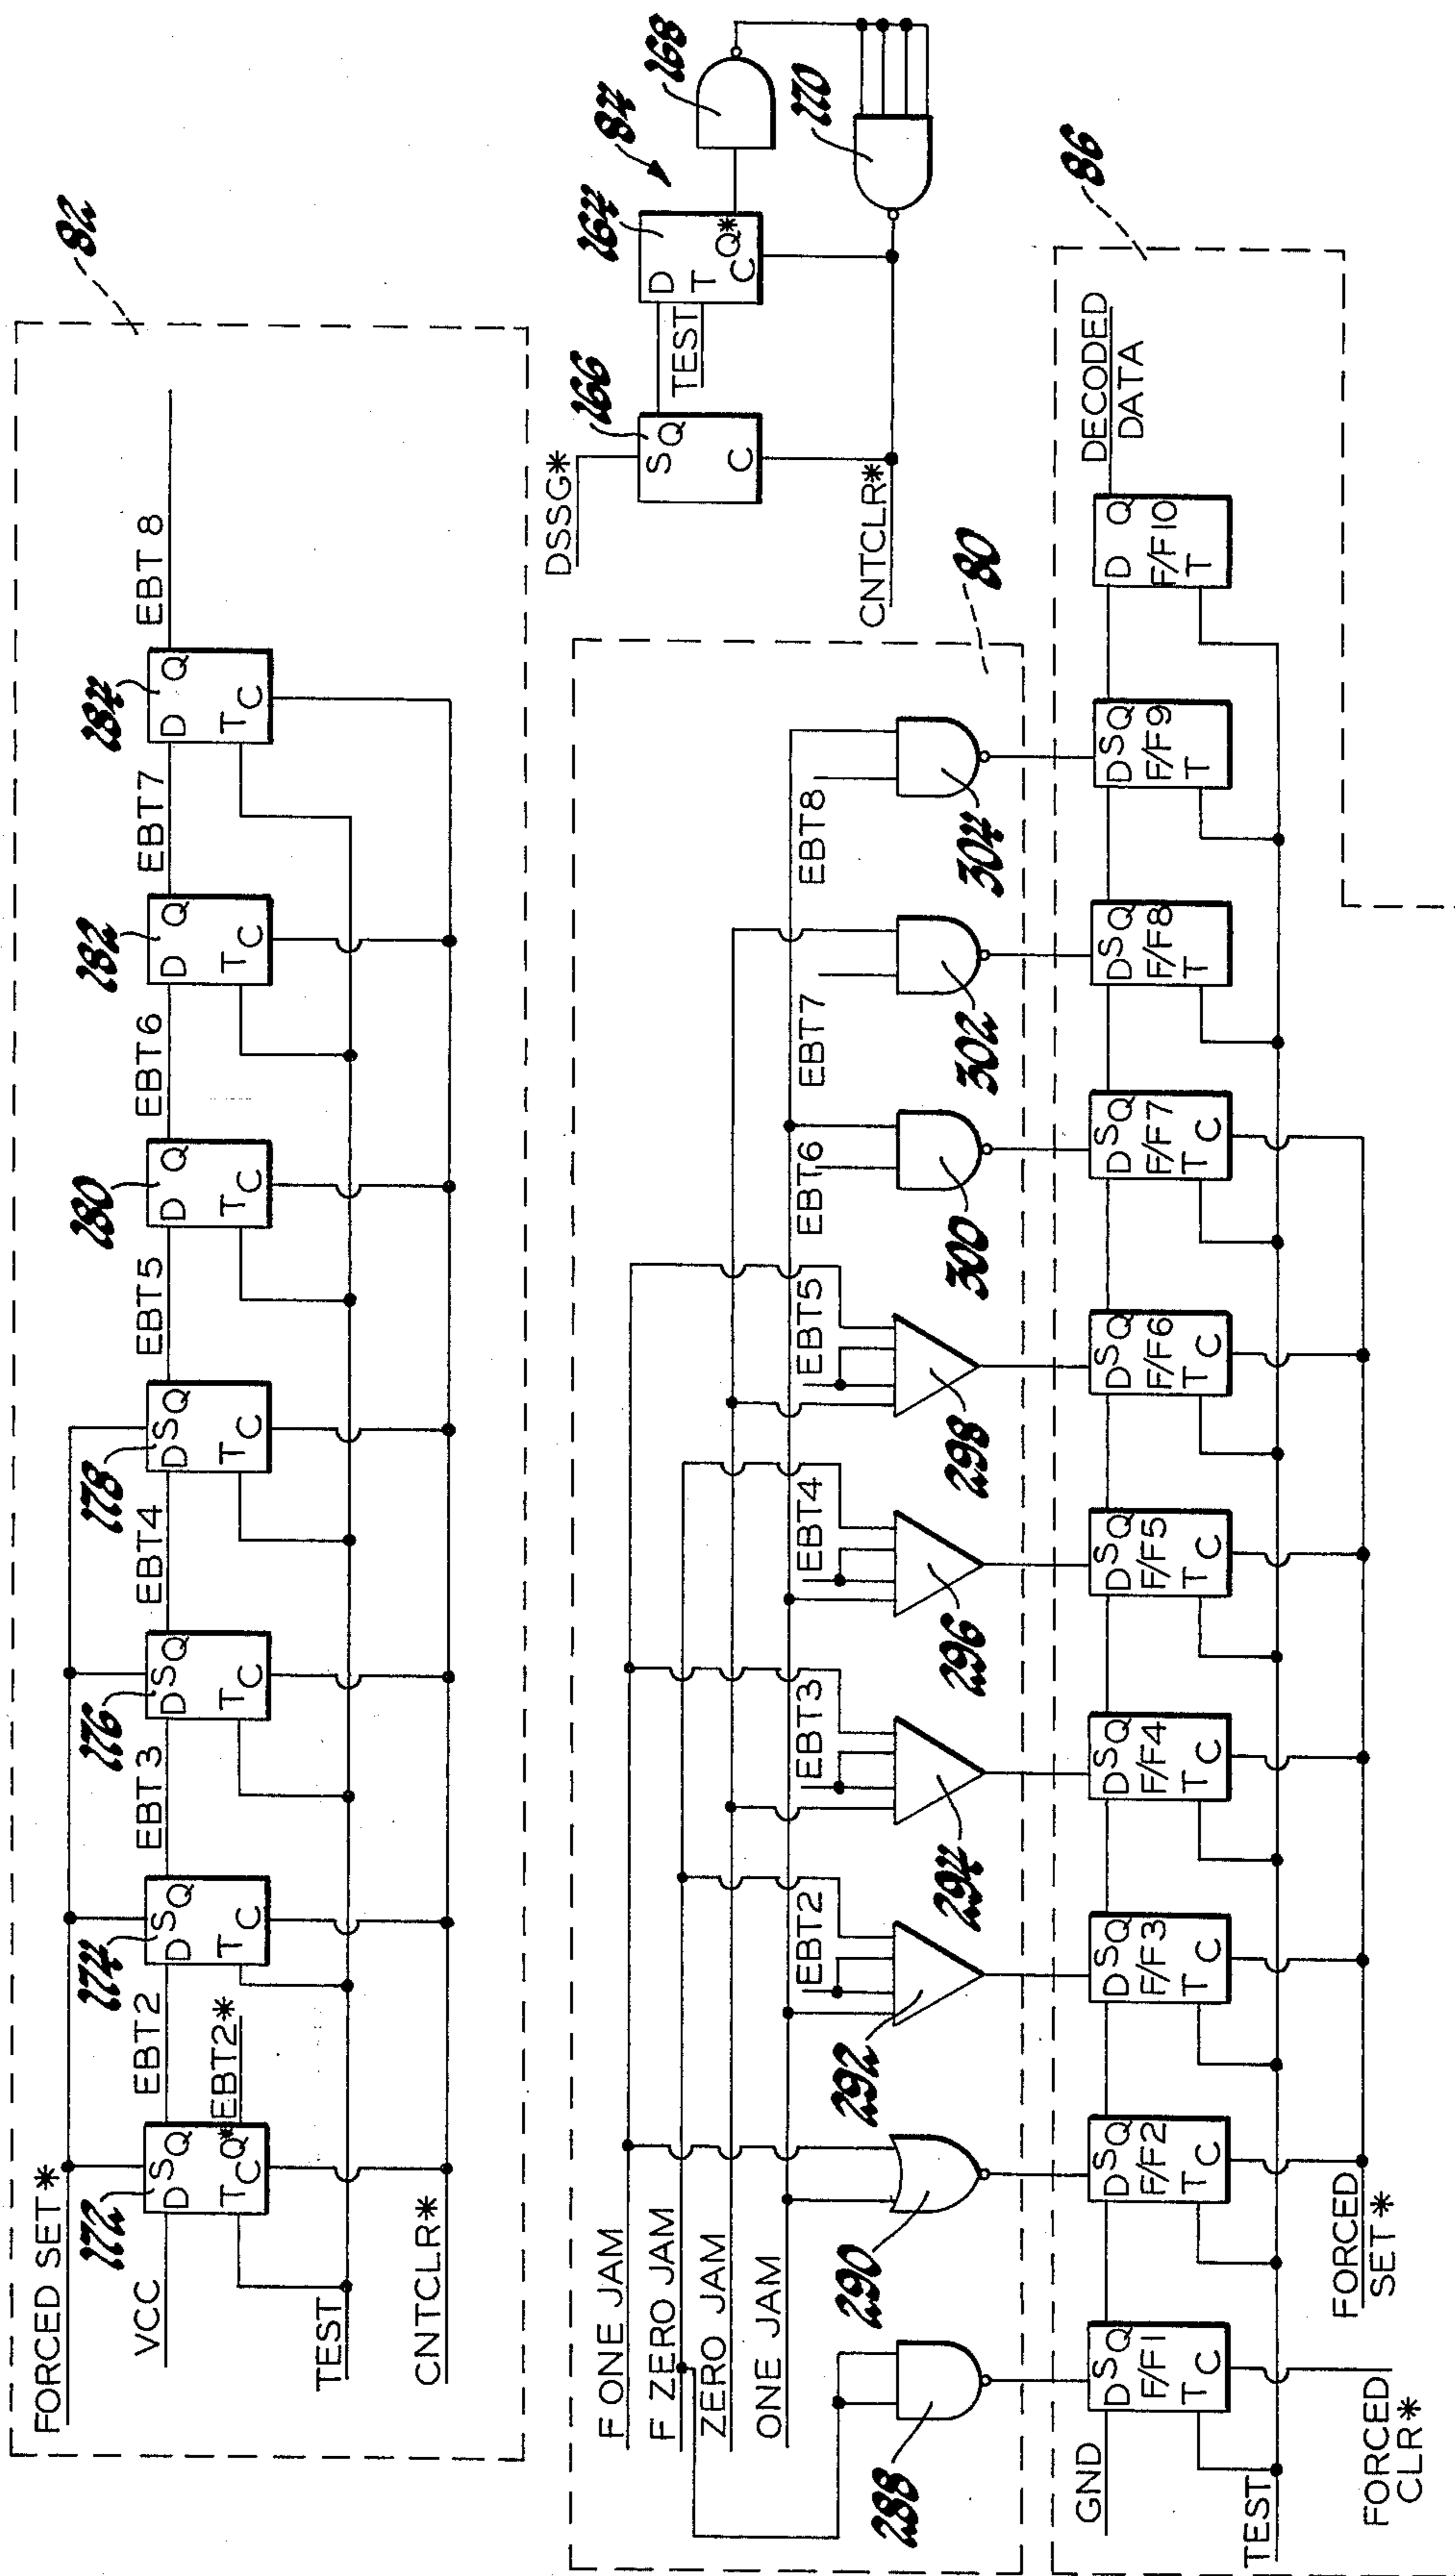 82
FORCED SET*
172
174
176
178
180
182
184
VCC
D S Q
T C Q*
EBT2
EBT2*
D S Q
T C
EBT3
D S Q
T C
EBT4
D S Q
T C
EBT5
D Q
T C
EBT6
D Q
T C
EBT7
D Q
T C
EBT 8
TEST
CNTCLR*
84
DSSG*
166
S Q
C
TEST
164
D
T
C Q*
168
170
CNTCLR*
80
F ONE JAM
F ZERO JAM
ZERO JAM
ONE JAM
EBT2
EBT3
EBT4
EBT5
EBT6
EBT7
EBT8
288
290
292
294
296
298
300
302
304
86
GND
D S Q
F/F1
T C
D S Q
F/F2
T C
D S Q
F/F3
T C
D S Q
F/F4
T C
D S Q
F/F5
T C
D S Q
F/F6
T C
D S Q
F/F7
T C
D S Q
F/F8
T
D S Q
F/F9
T
D Q
F/F10
T
DECODED
DATA
TEST
FORCED
CLR*
FORCED
SET*